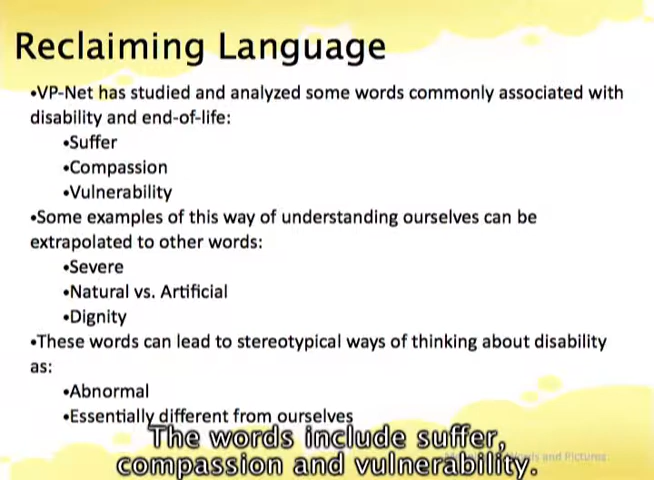 Reclaiming Language
•VP-Net has studied and analyzed some words commonly associated with
disability and end-of-life:
•Suffer
•Compassion
•Vulnerability
•Some examples of this way of understanding ourselves can be
extrapolated to other words:
•Severe
•Natural vs. Artificial
•Dignity
•These words can lead to stereotypical ways of thinking about disability
as:
•Abnormal
•Essentially different from ourselves
The words include suffer,
compassion and vulnerability.
and Pictures